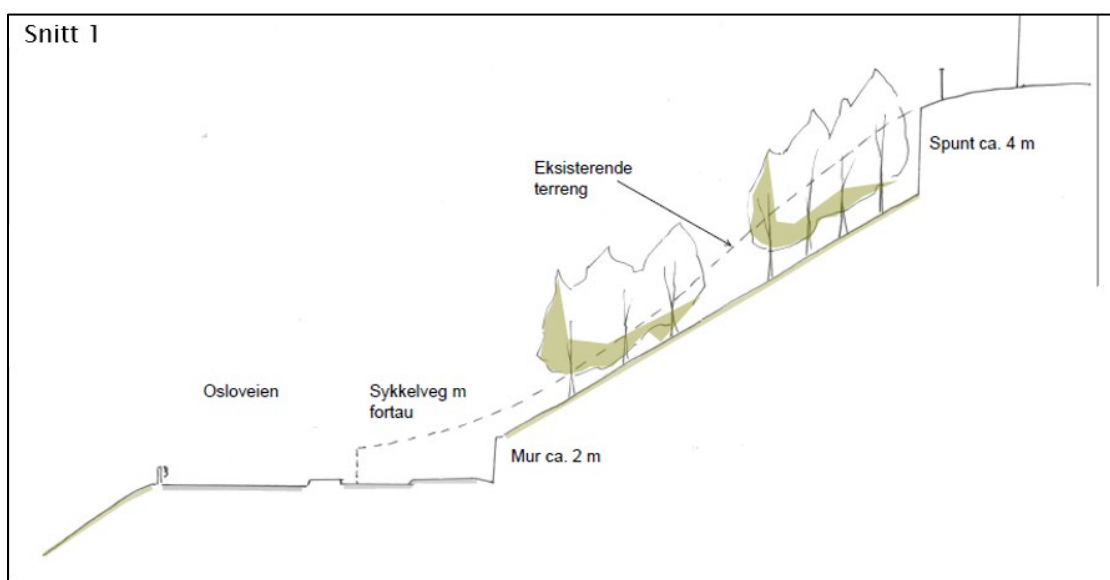 Snitt 1
Spunt ca. 4 m
Eksisterende
terreng
Osloveien
Sykkelveg m
fortau
Mur ca. 2 m